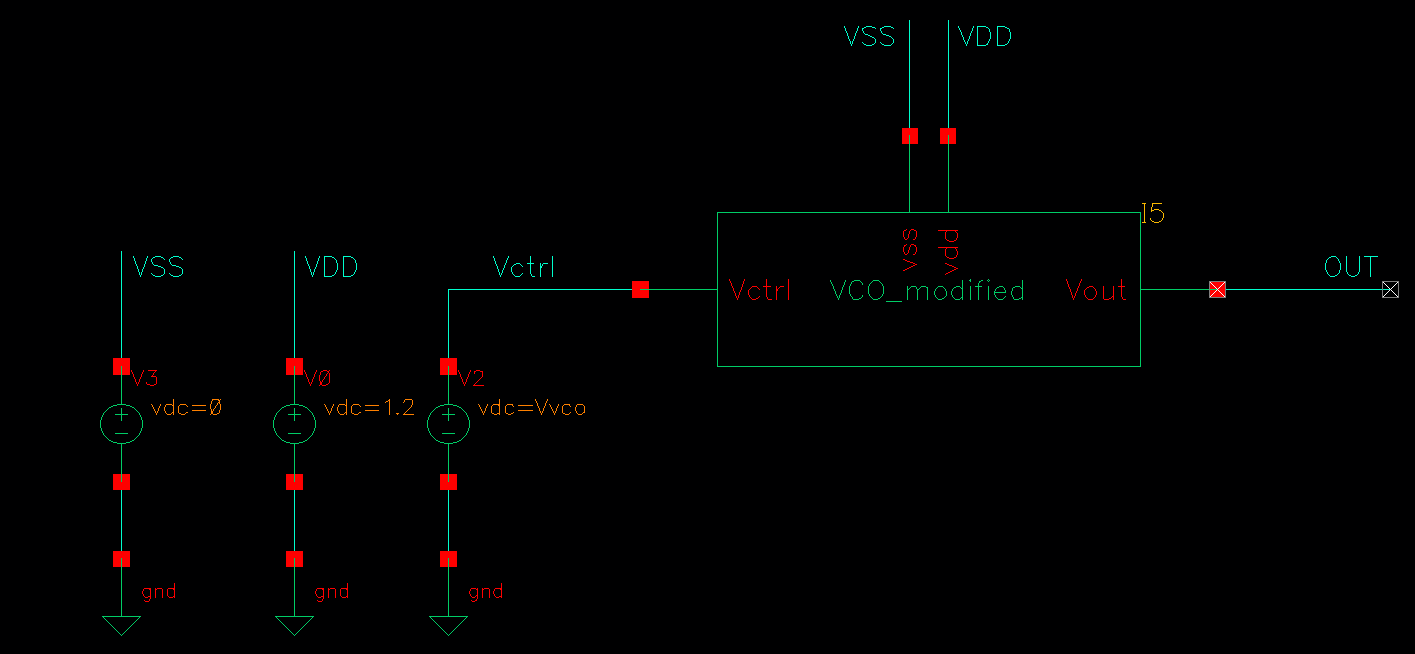 VSS VDD
I5
VSS VDD Vctrl OUT
vss vdd
Vctrl VCO_modified Vout
V3 V0 V2
vdc=0 vdc=1.2 vdc=Vvco
+ + +
− − −
gnd gnd gnd